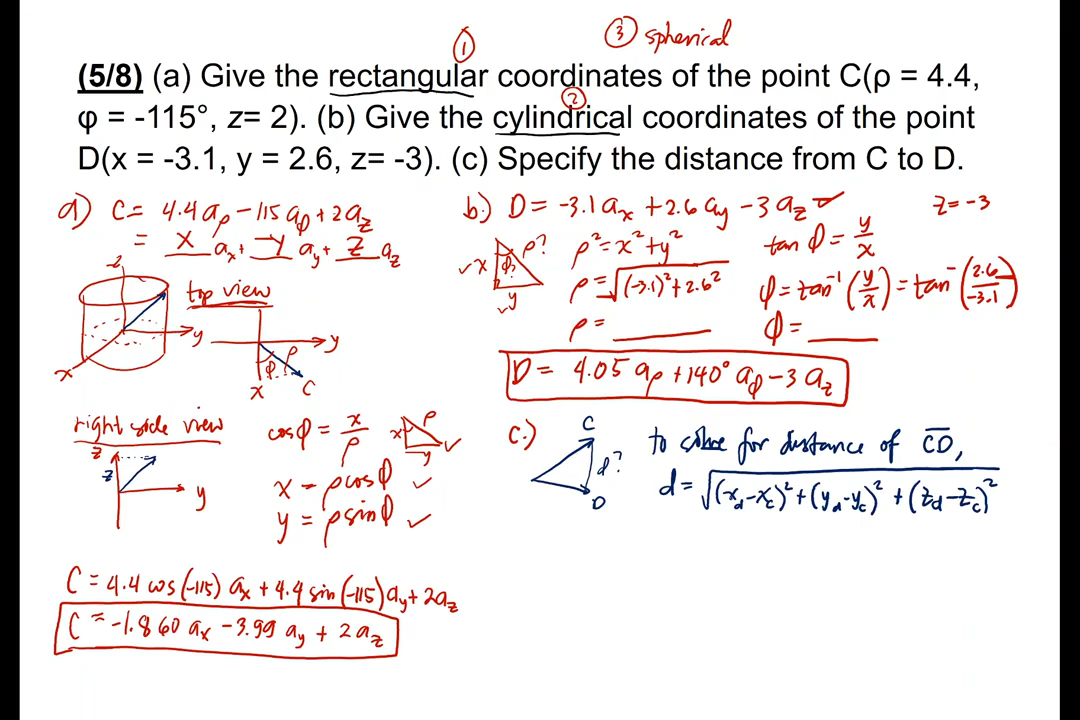 ① ③ spherical
(5/8) (a) Give the rectangular coordinates of the point C(ρ = 4.4,
②
φ = -115°, z= 2). (b) Give the cylindrical coordinates of the point
D(x = -3.1, y = 2.6, z= -3). (c) Specify the distance from C to D.
a) C = 4.4 aρ - 115 aφ + 2 az
= x ax + y ay + z az
z
y
x
top view
y
φ? ρ
x C
right side view
z
z
y
cosφ = x/ρ
x ρ y
x = ρcosφ
y = ρsinφ
C = 4.4 cos(-115) ax + 4.4 sin(-115) ay + 2az
C = -1.860 ax - 3.99 ay + 2 az
b.) D = -3.1 ax + 2.6 ay - 3 az
z = -3
x φ? ρ? y
ρ² = x² + y²
ρ = √((-3.1)² + 2.6²)
ρ = ______
tan φ = y/x
φ = tan⁻¹(y/x) = tan⁻(2.6/-3.1)
φ = ______
D = 4.05 aρ + 140° aφ - 3 az
c.) C
d?
D
to solve for distance of CD,
d = √((xd-xc)² + (yd-yc)² + (zd-zc)²